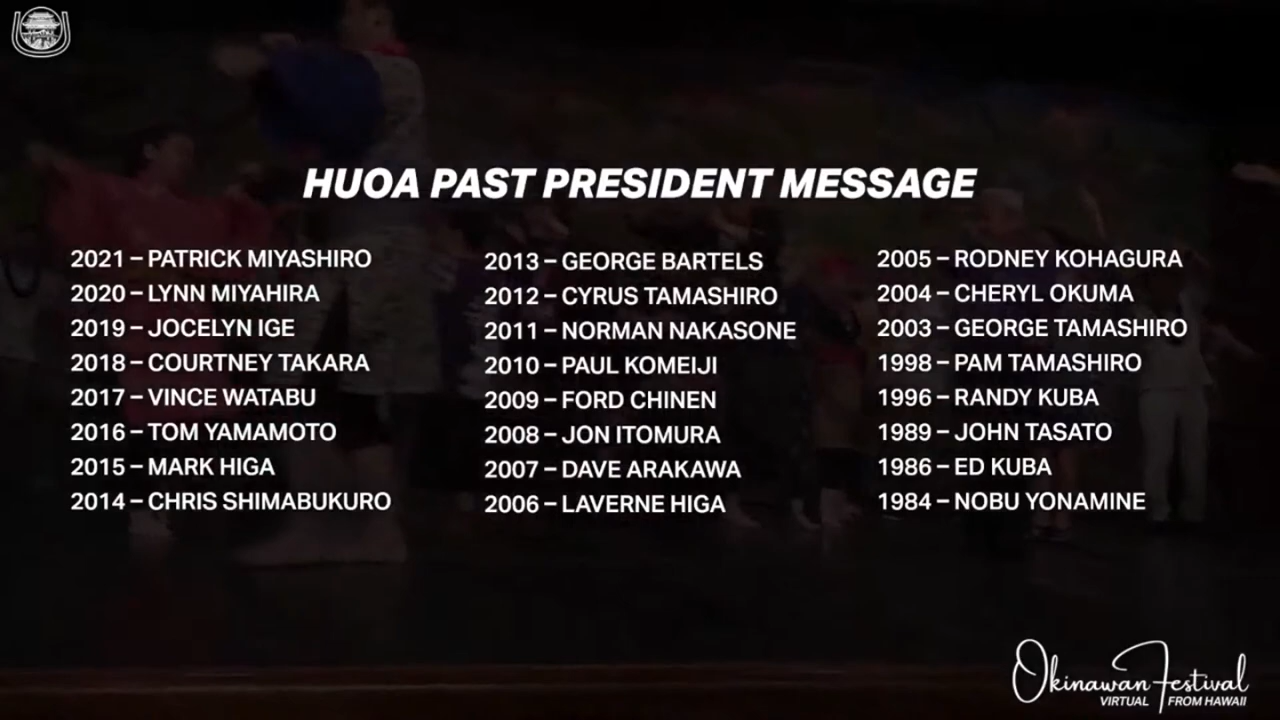 HUOA PAST PRESIDENT MESSAGE
2021 – PATRICK MIYASHIRO
2020 – LYNN MIYAHIRA
2019 – JOCELYN IGE
2018 – COURTNEY TAKARA
2017 – VINCE WATABU
2016 – TOM YAMAMOTO
2015 – MARK HIGA
2014 – CHRIS SHIMABUKURO
2013 – GEORGE BARTELS
2012 – CYRUS TAMASHIRO
2011 – NORMAN NAKASONE
2010 – PAUL KOMEIJI
2009 – FORD CHINEN
2008 – JON ITOMURA
2007 – DAVE ARAKAWA
2006 – LAVERNE HIGA
2005 – RODNEY KOHAGURA
2004 – CHERYL OKUMA
2003 – GEORGE TAMASHIRO
1998 – PAM TAMASHIRO
1996 – RANDY KUBA
1989 – JOHN TASATO
1986 – ED KUBA
1984 – NOBU YONAMINE
Okinawan Festival
VIRTUAL FROM HAWAII